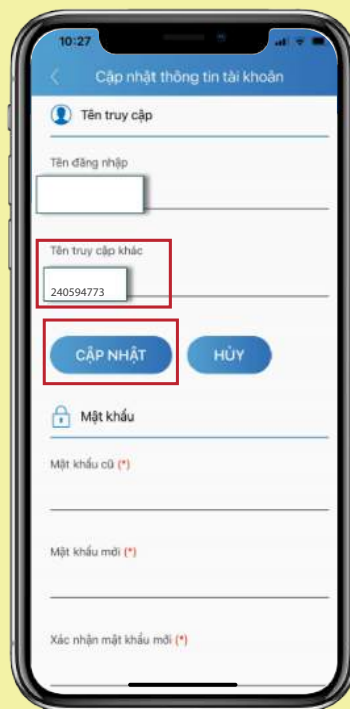 10:27
Cập nhật thông tin tài khoản
Tên truy cập
Tên đăng nhập
Tên truy cập khác
240594773
CẬP NHẬT
HỦY
Mật khẩu
Mật khẩu cũ (*)
Mật khẩu mới (*)
Xác nhận mật khẩu mới (*)